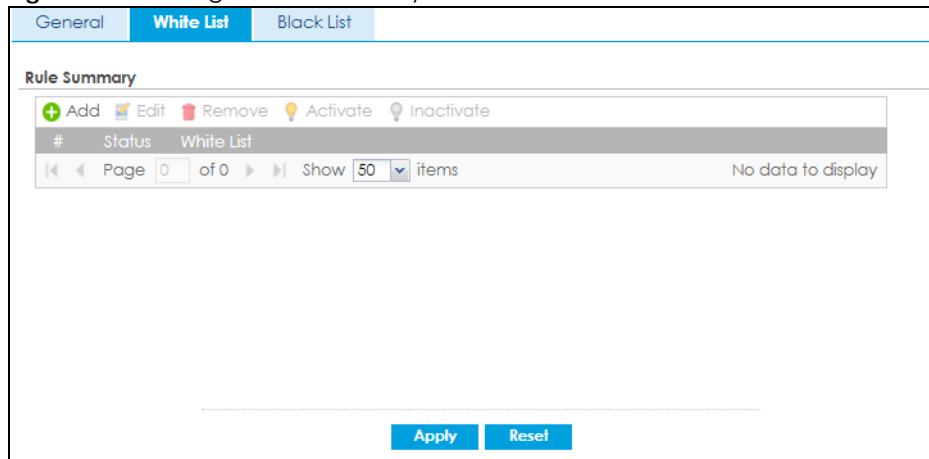 General White List Black List
Rule Summary
Add Edit Remove Activate Inactivate
# Status White List
Page 0 of 0 Show 50 items No data to display
Apply Reset